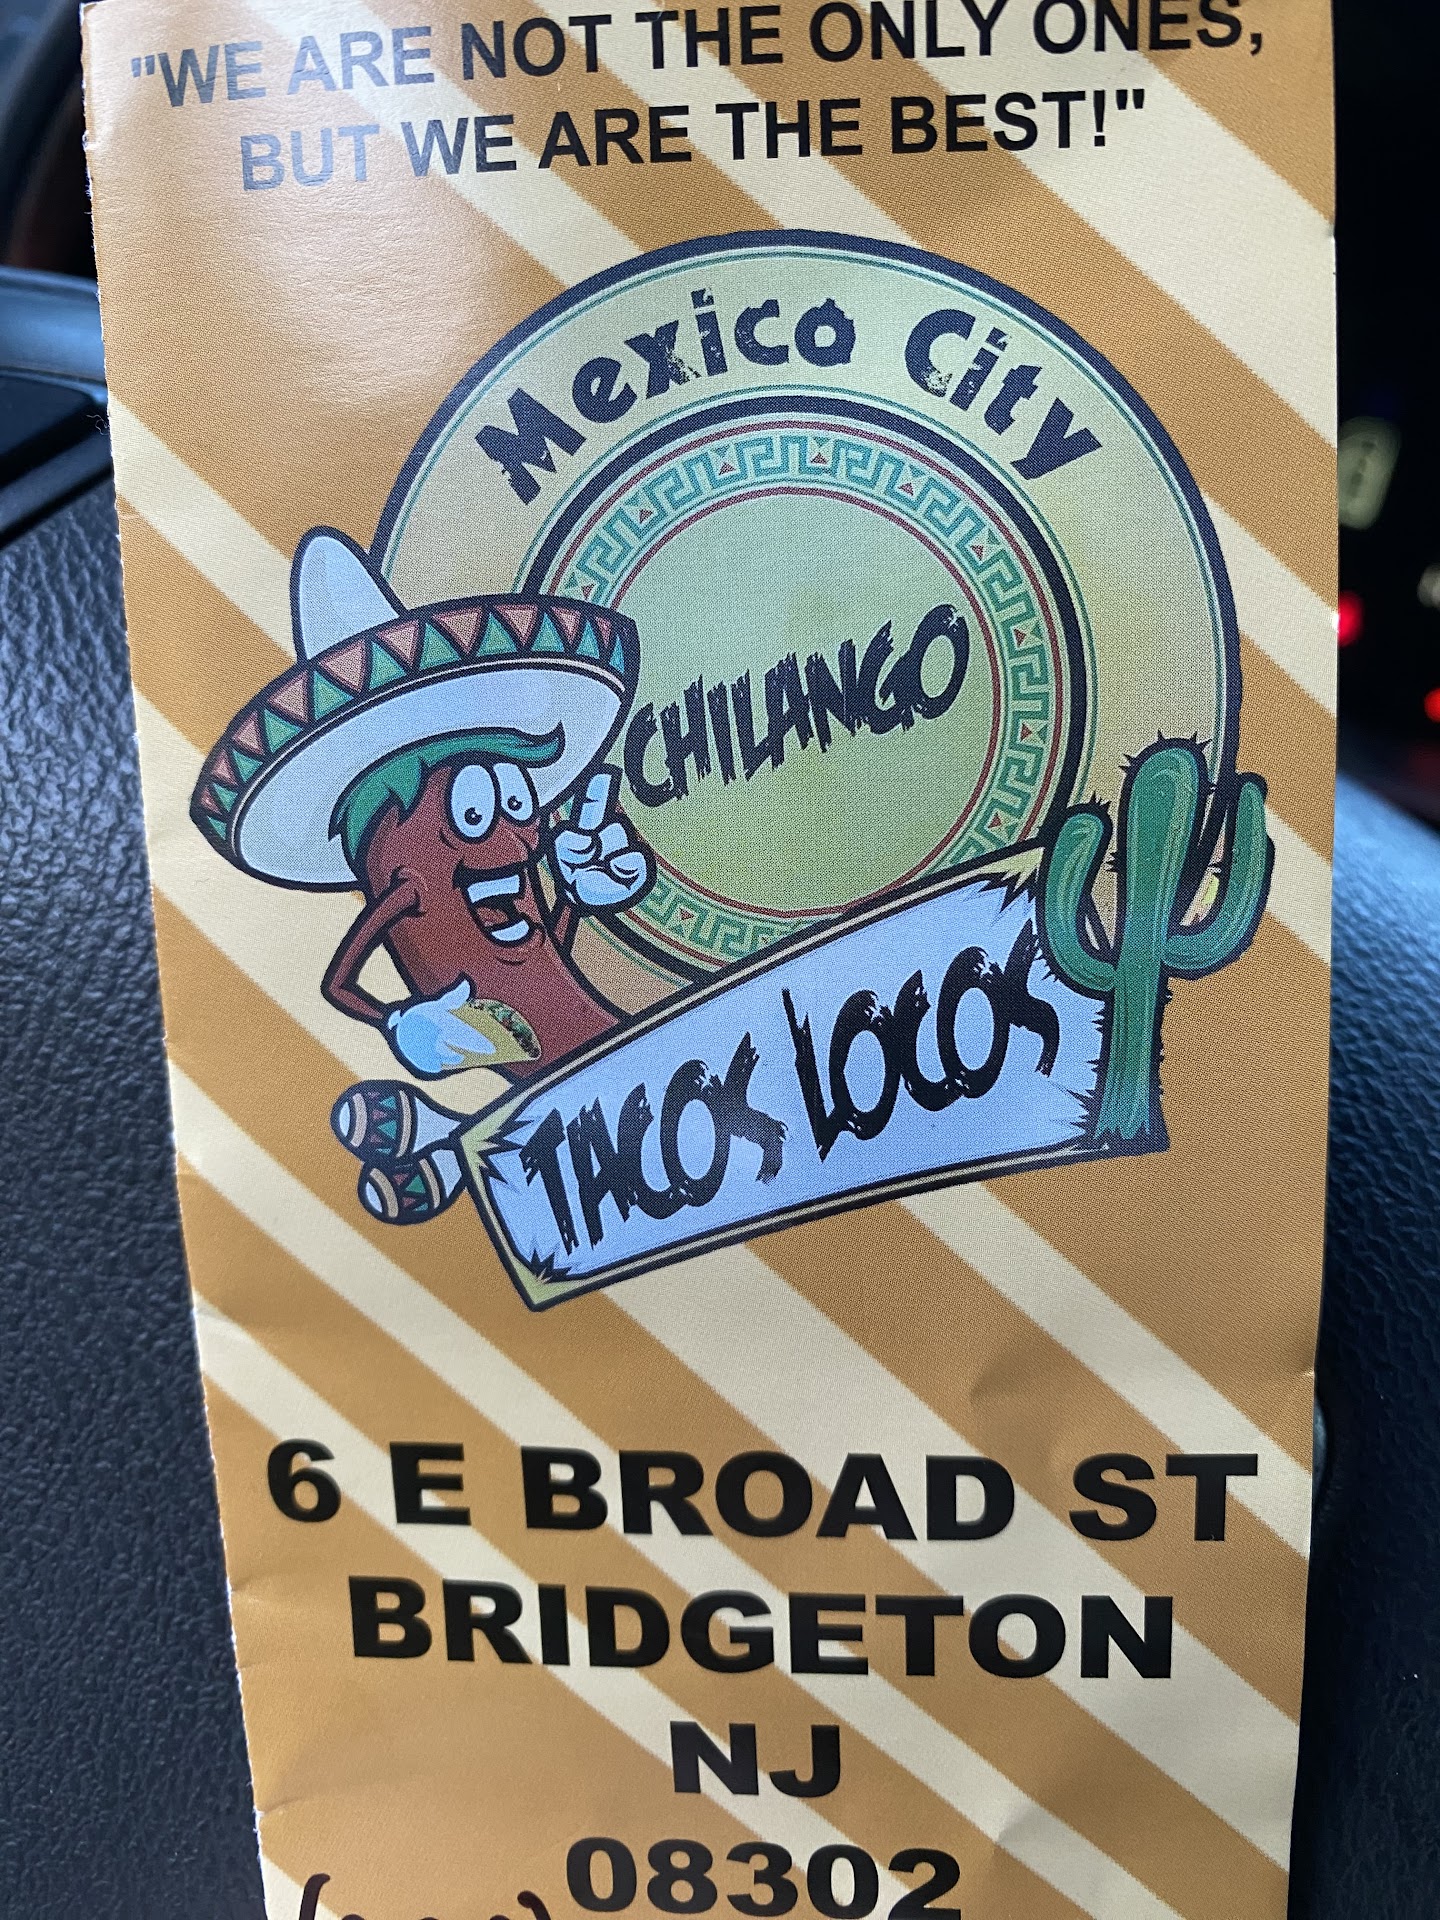 "WE ARE NOT THE ONLY ONES,
BUT WE ARE THE BEST!"
Mexico City
CHILANGO
TACOS LOCOS
6 E BROAD ST
BRIDGETON
NJ
08302